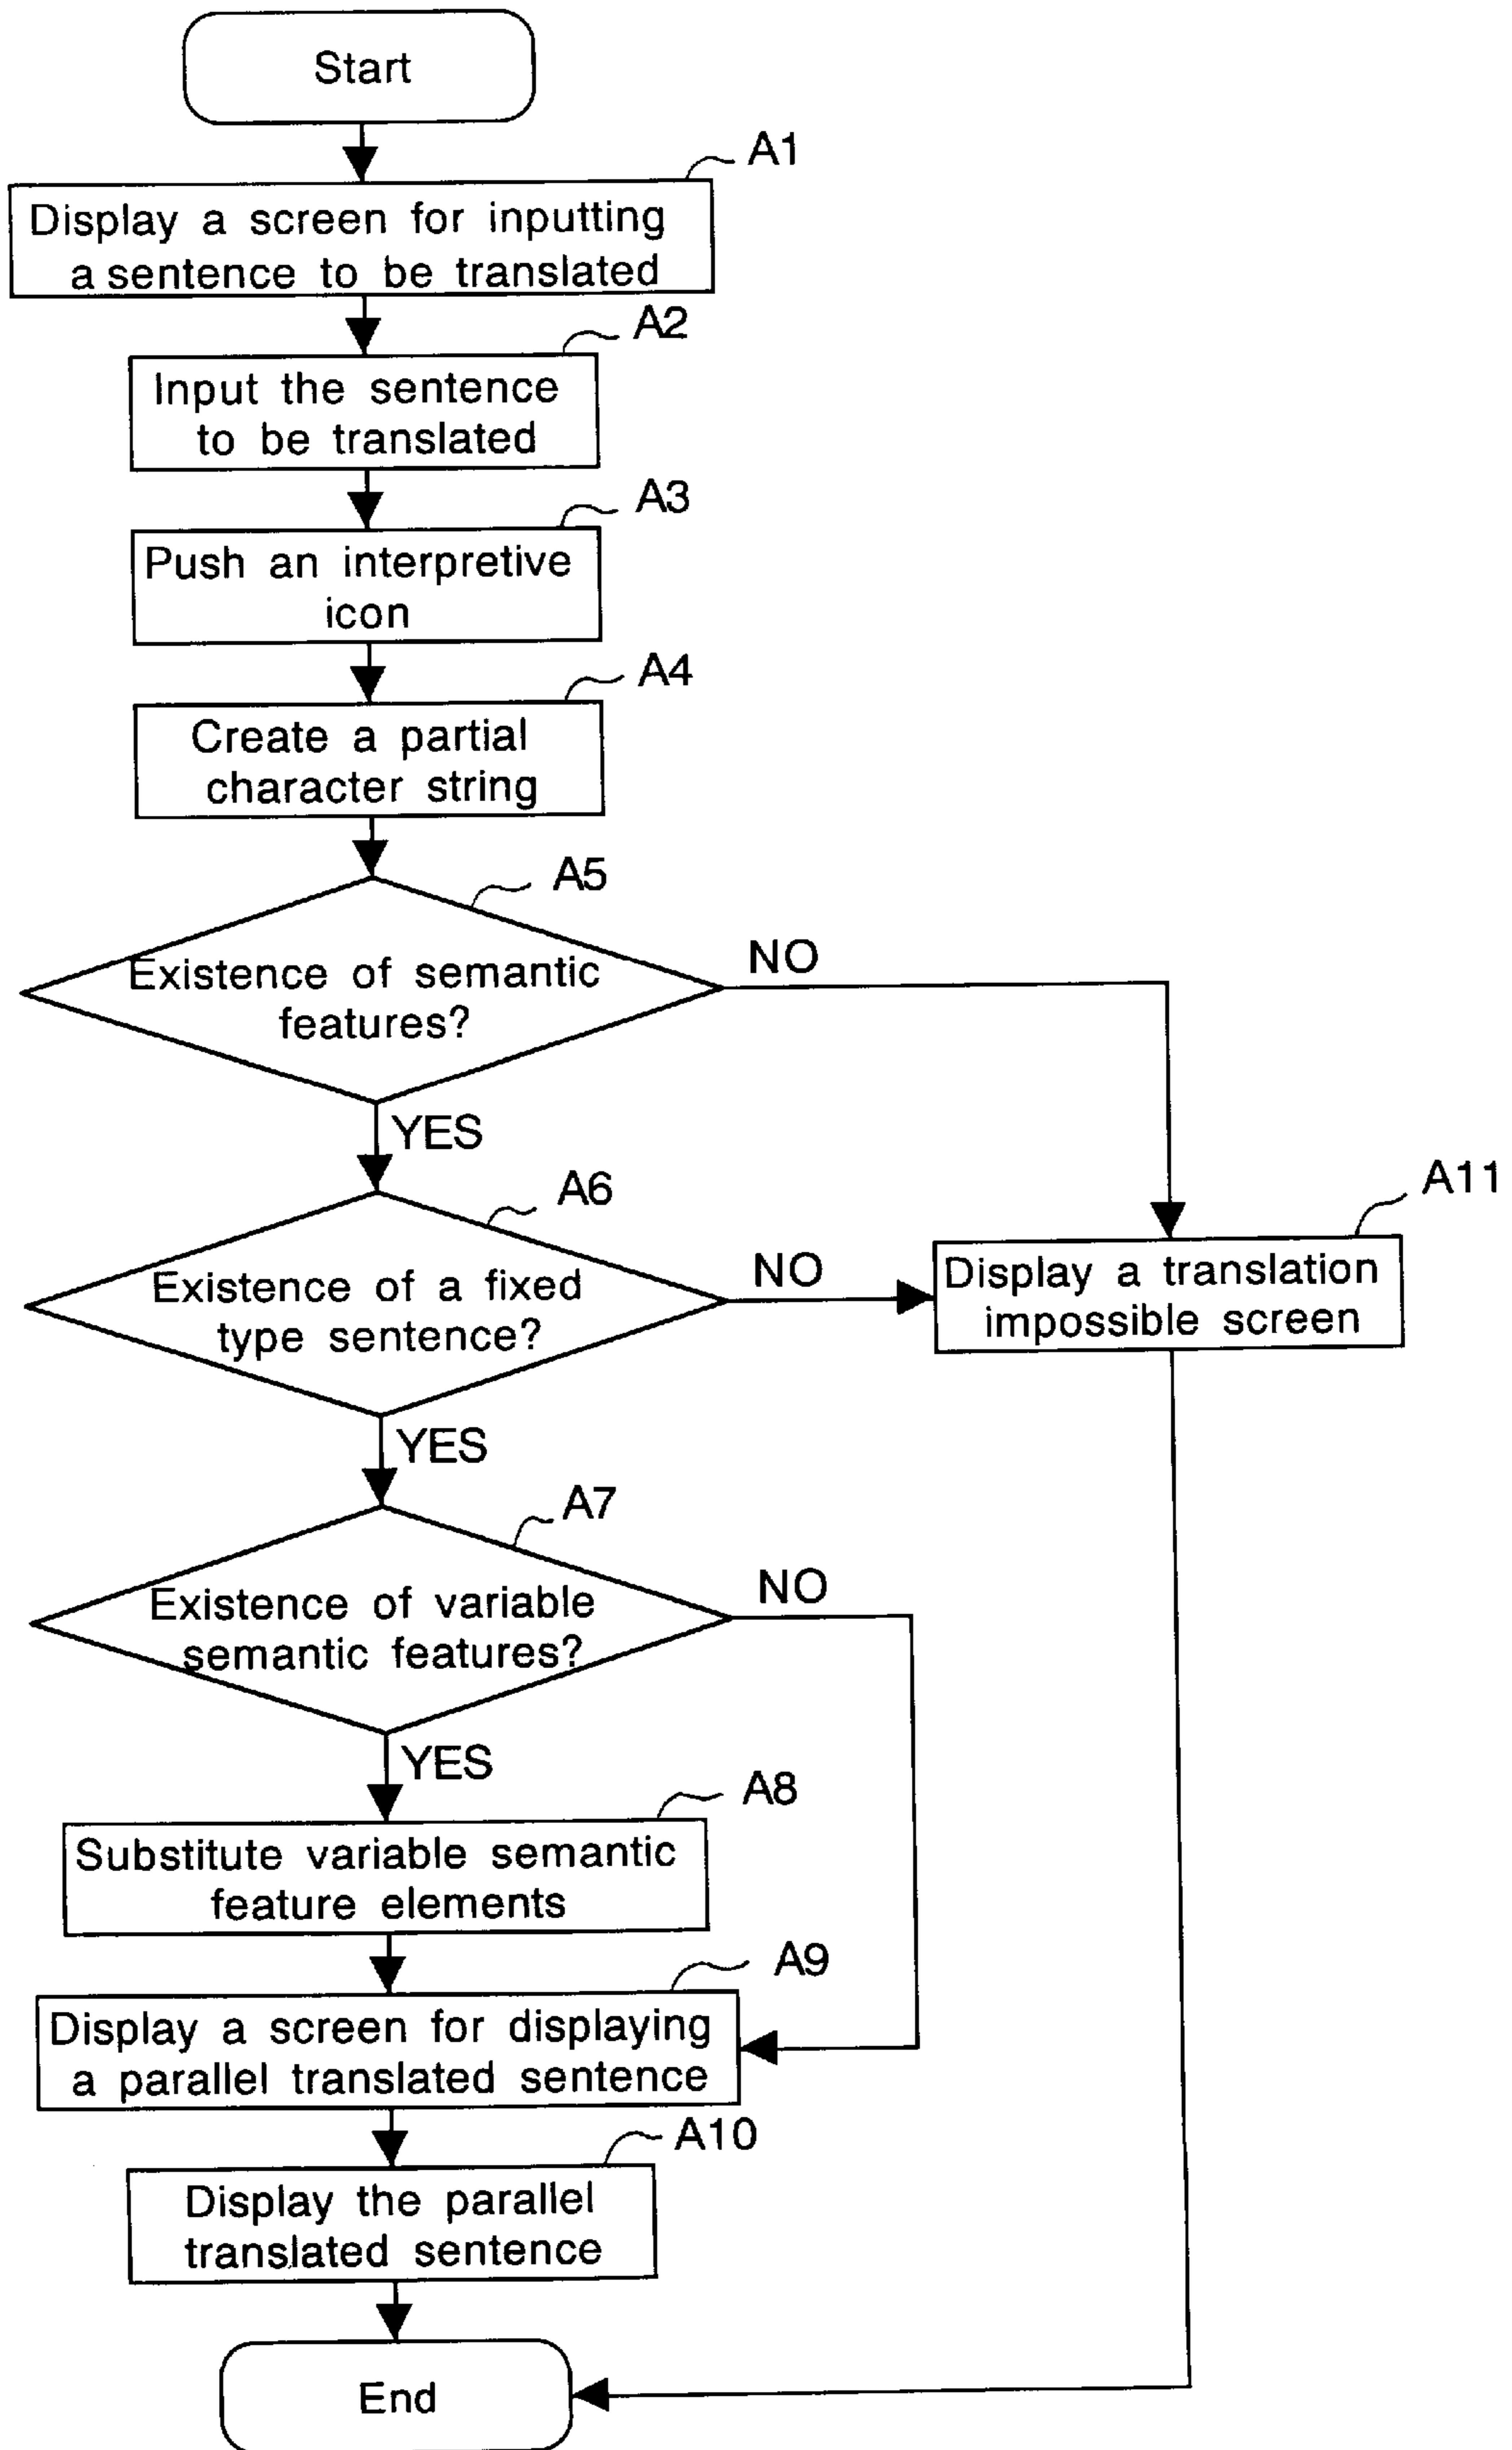 Start
A1
Display a screen for inputting
a sentence to be translated
A2
Input the sentence
to be translated
A3
Push an interpretive
icon
A4
Create a partial
character string
A5
Existence of semantic
features?
NO
YES
A6
Existence of a fixed
type sentence?
NO
A11
Display a translation
impossible screen
YES
A7
Existence of variable
semantic features?
NO
YES
A8
Substitute variable semantic
feature elements
A9
Display a screen for displaying
a parallel translated sentence
A10
Display the parallel
translated sentence
End